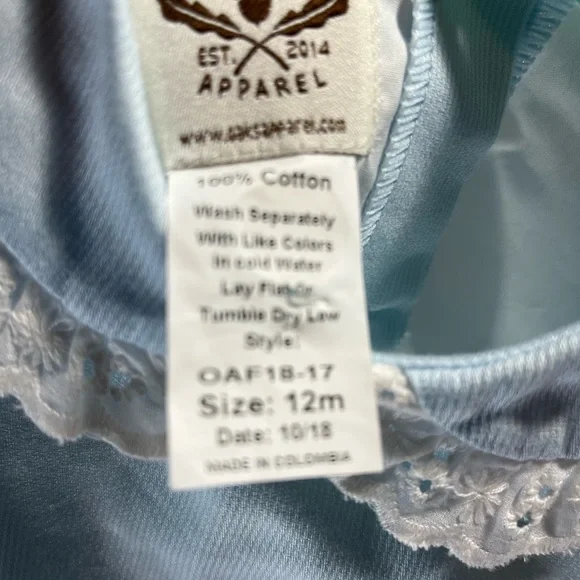 EST. 2014
APPAREL
www.oaksapparel.com
100% Cotton
Wash Separately
With Like Colors
In Cold Water
Lay Flat Or
Tumble Dry Low
Style:
OAF18-17
Size: 12m
Date: 10/18
MADE IN COLOMBIA